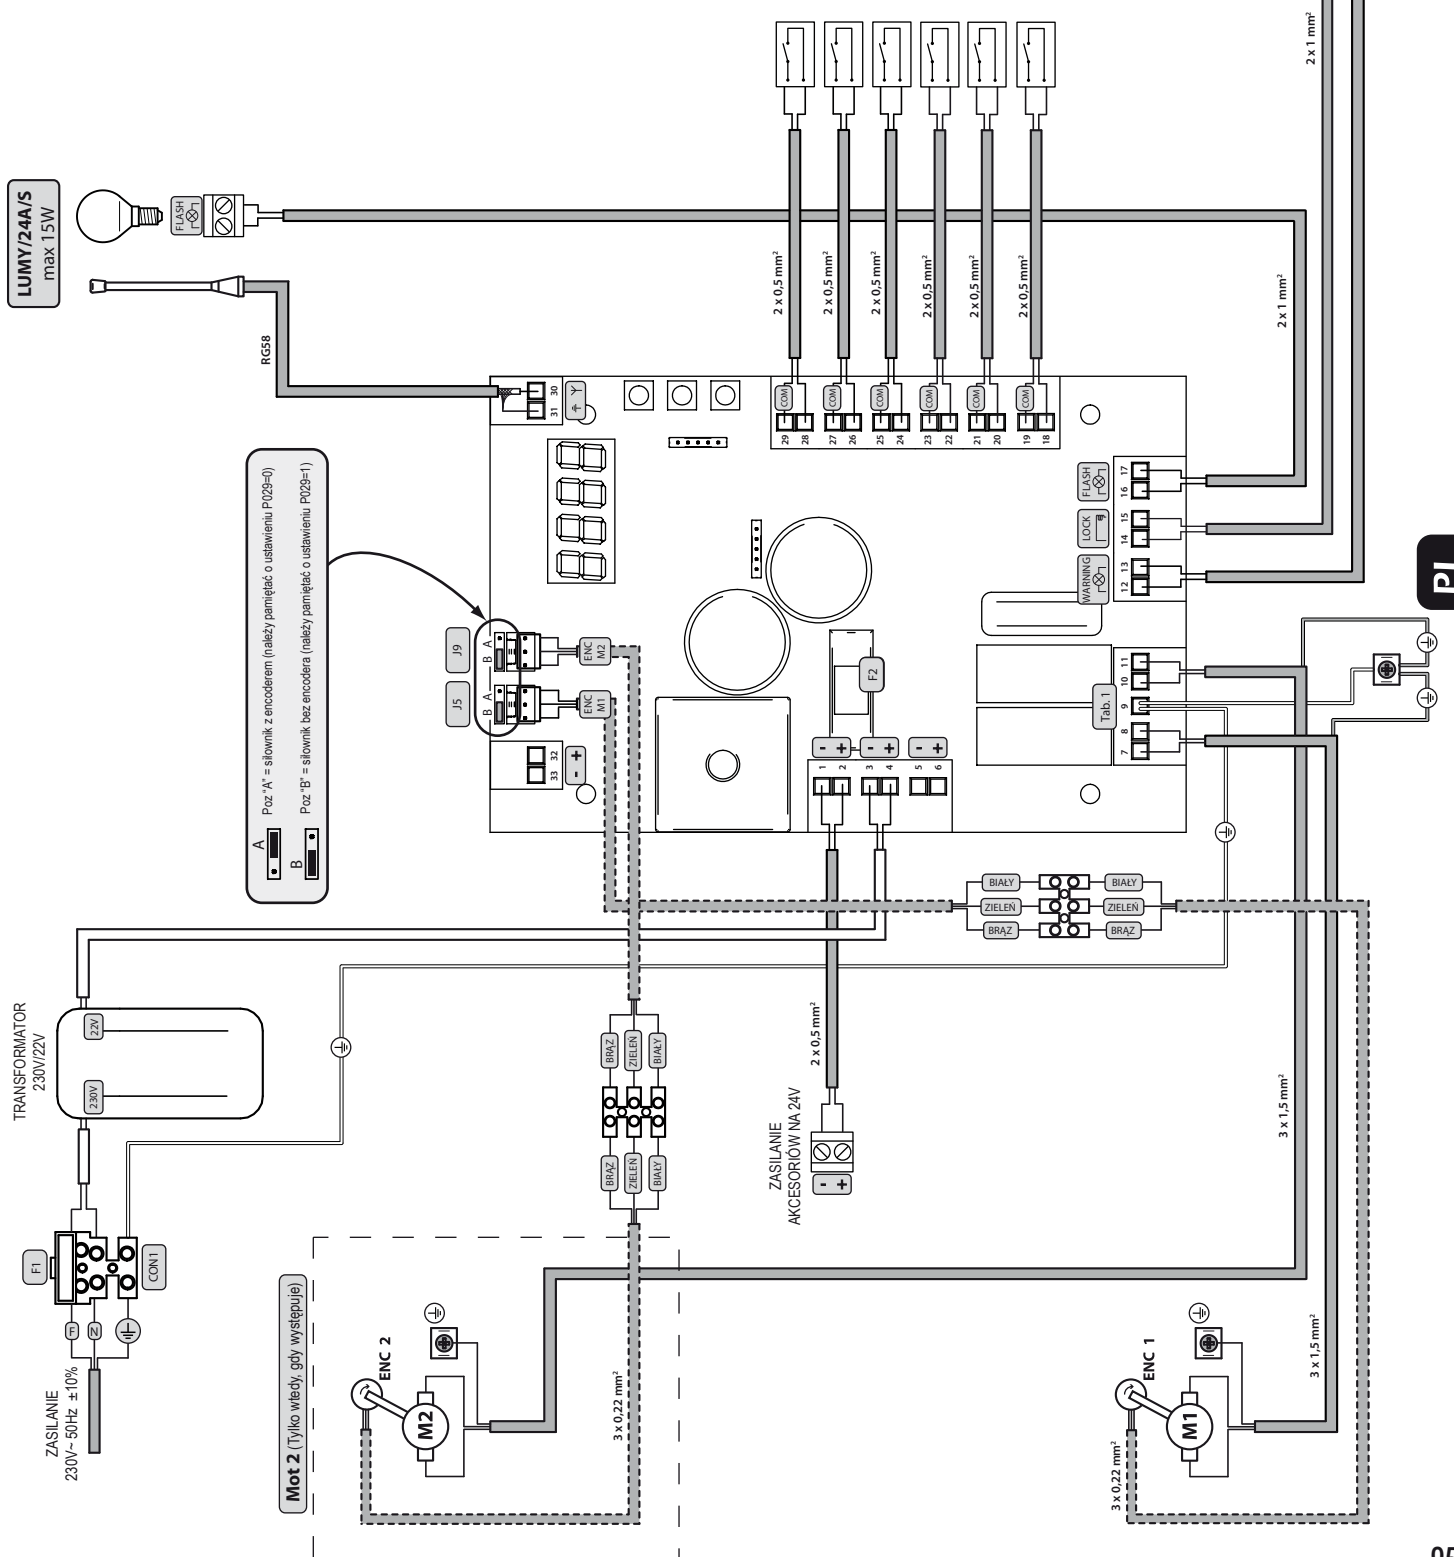 LUMY/24A/S
max 15W
FLASH
RG58
2 x 1 mm²
2 x 0,5 mm²
2 x 0,5 mm²
2 x 0,5 mm²
2 x 0,5 mm²
2 x 0,5 mm²
2 x 0,5 mm²
2 x 1 mm²
30
31
COM
COM
COM
COM
COM
COM
29
28
27
26
25
24
23
22
21
20
19
18
A
Poz "A" = siłownik z encoderem (należy pamiętać o ustawieniu P029=0)
B
Poz "B" = siłownik bez encodera (należy pamiętać o ustawieniu P029=1)
J9
J5
B
A
B
A
ENC
M2
ENC
M1
32
33
- +
FLASH
17
16
LOCK
15
14
WARNING
13
12
PL
F2
Tab. 1
11
10
9
8
7
- +
- +
- +
1
2
3
4
5
6
BIAŁY
ZIELEŃ
BRĄZ
BIAŁY
ZIELEŃ
BRĄZ
TRANSFORMATOR
230V/22V
22V
230V
BRĄZ
ZIELEŃ
BIAŁY
BRĄZ
ZIELEŃ
BIAŁY
2 x 0,5 mm²
ZASILANIE
AKCESORIÓW NA 24V
- +
3 x 1,5 mm²
F1
CON1
F
N
ZASILANIE
230V~ 50Hz ±10%
Mot 2 (Tylko wtedy, gdy występuje)
ENC 2
M2
3 x 0,22 mm²
ENC 1
M1
3 x 0,22 mm²
3 x 1,5 mm²